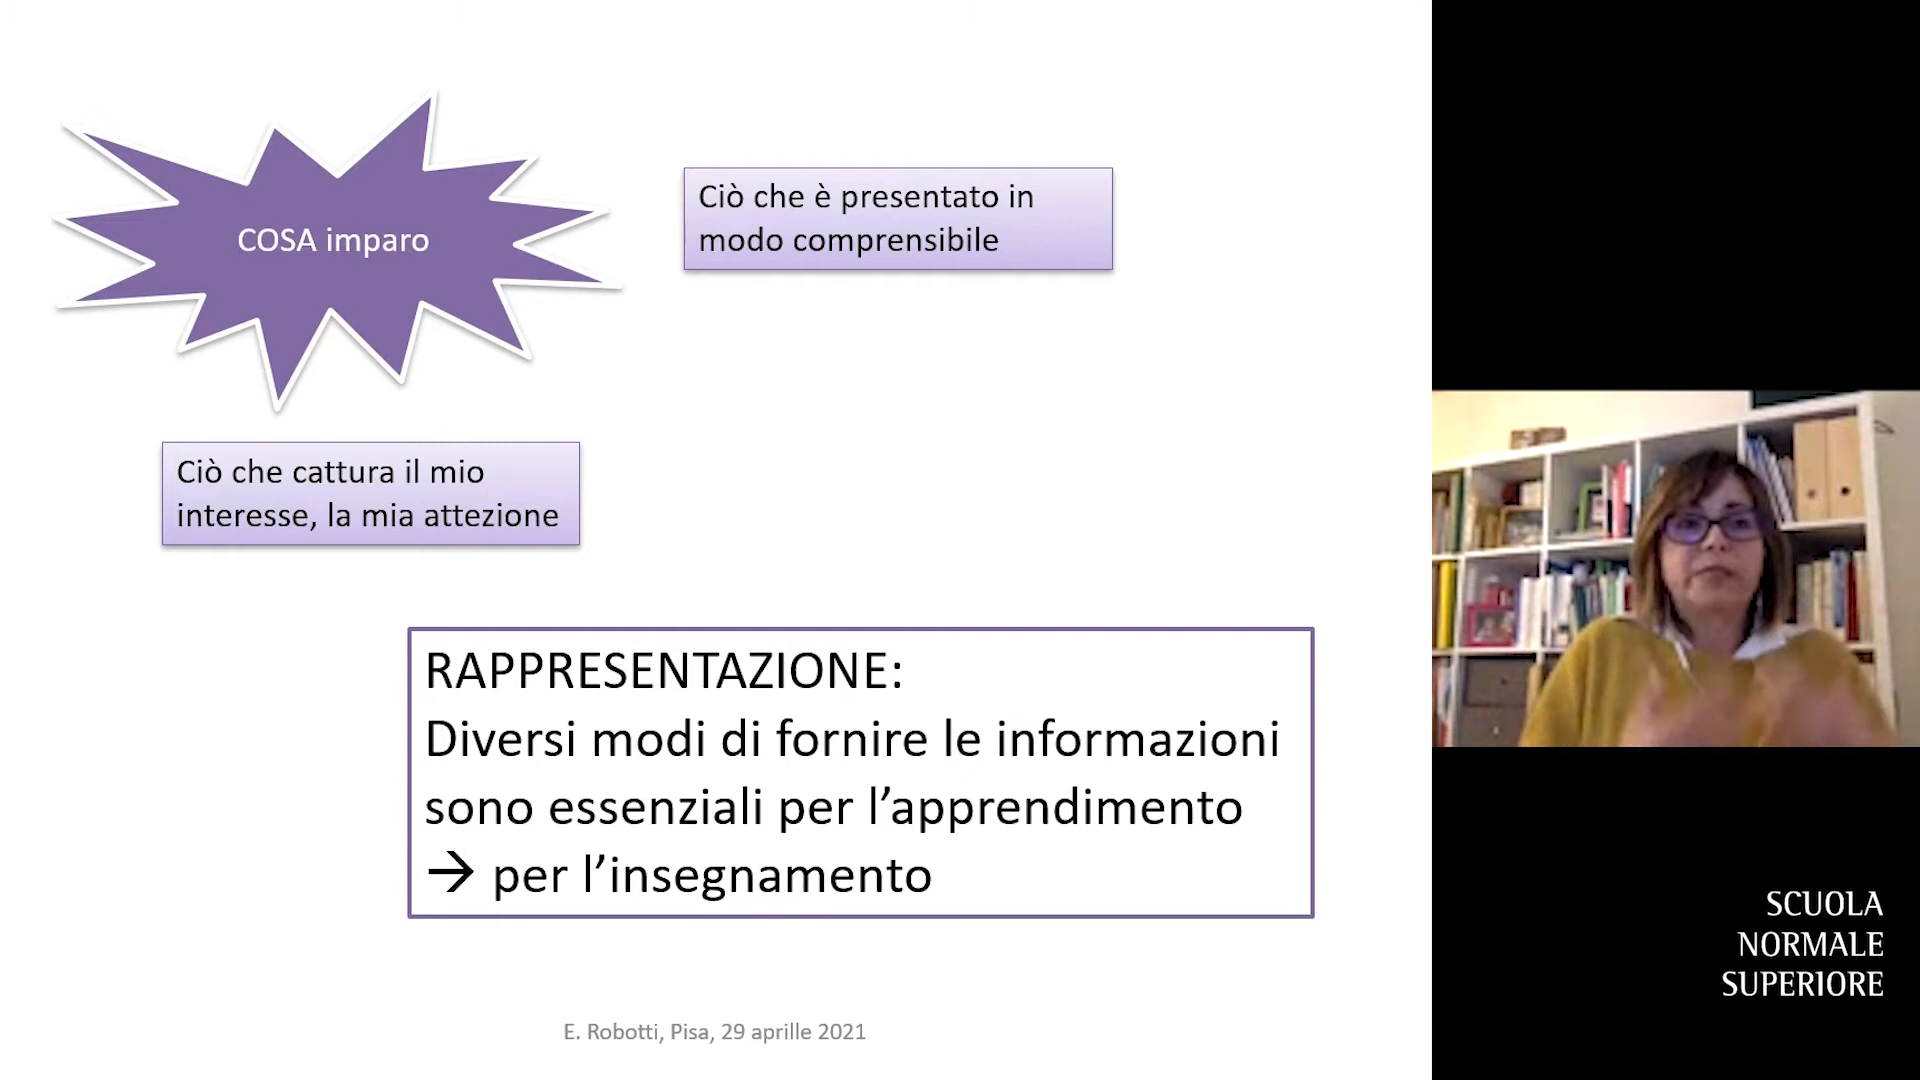 COSA imparo
Ciò che è presentato in
modo comprensibile
Ciò che cattura il mio
interesse, la mia attezione
RAPPRESENTAZIONE:
Diversi modi di fornire le informazioni
sono essenziali per l’apprendimento
→ per l’insegnamento
E. Robotti, Pisa, 29 aprille 2021
SCUOLA
NORMALE
SUPERIORE